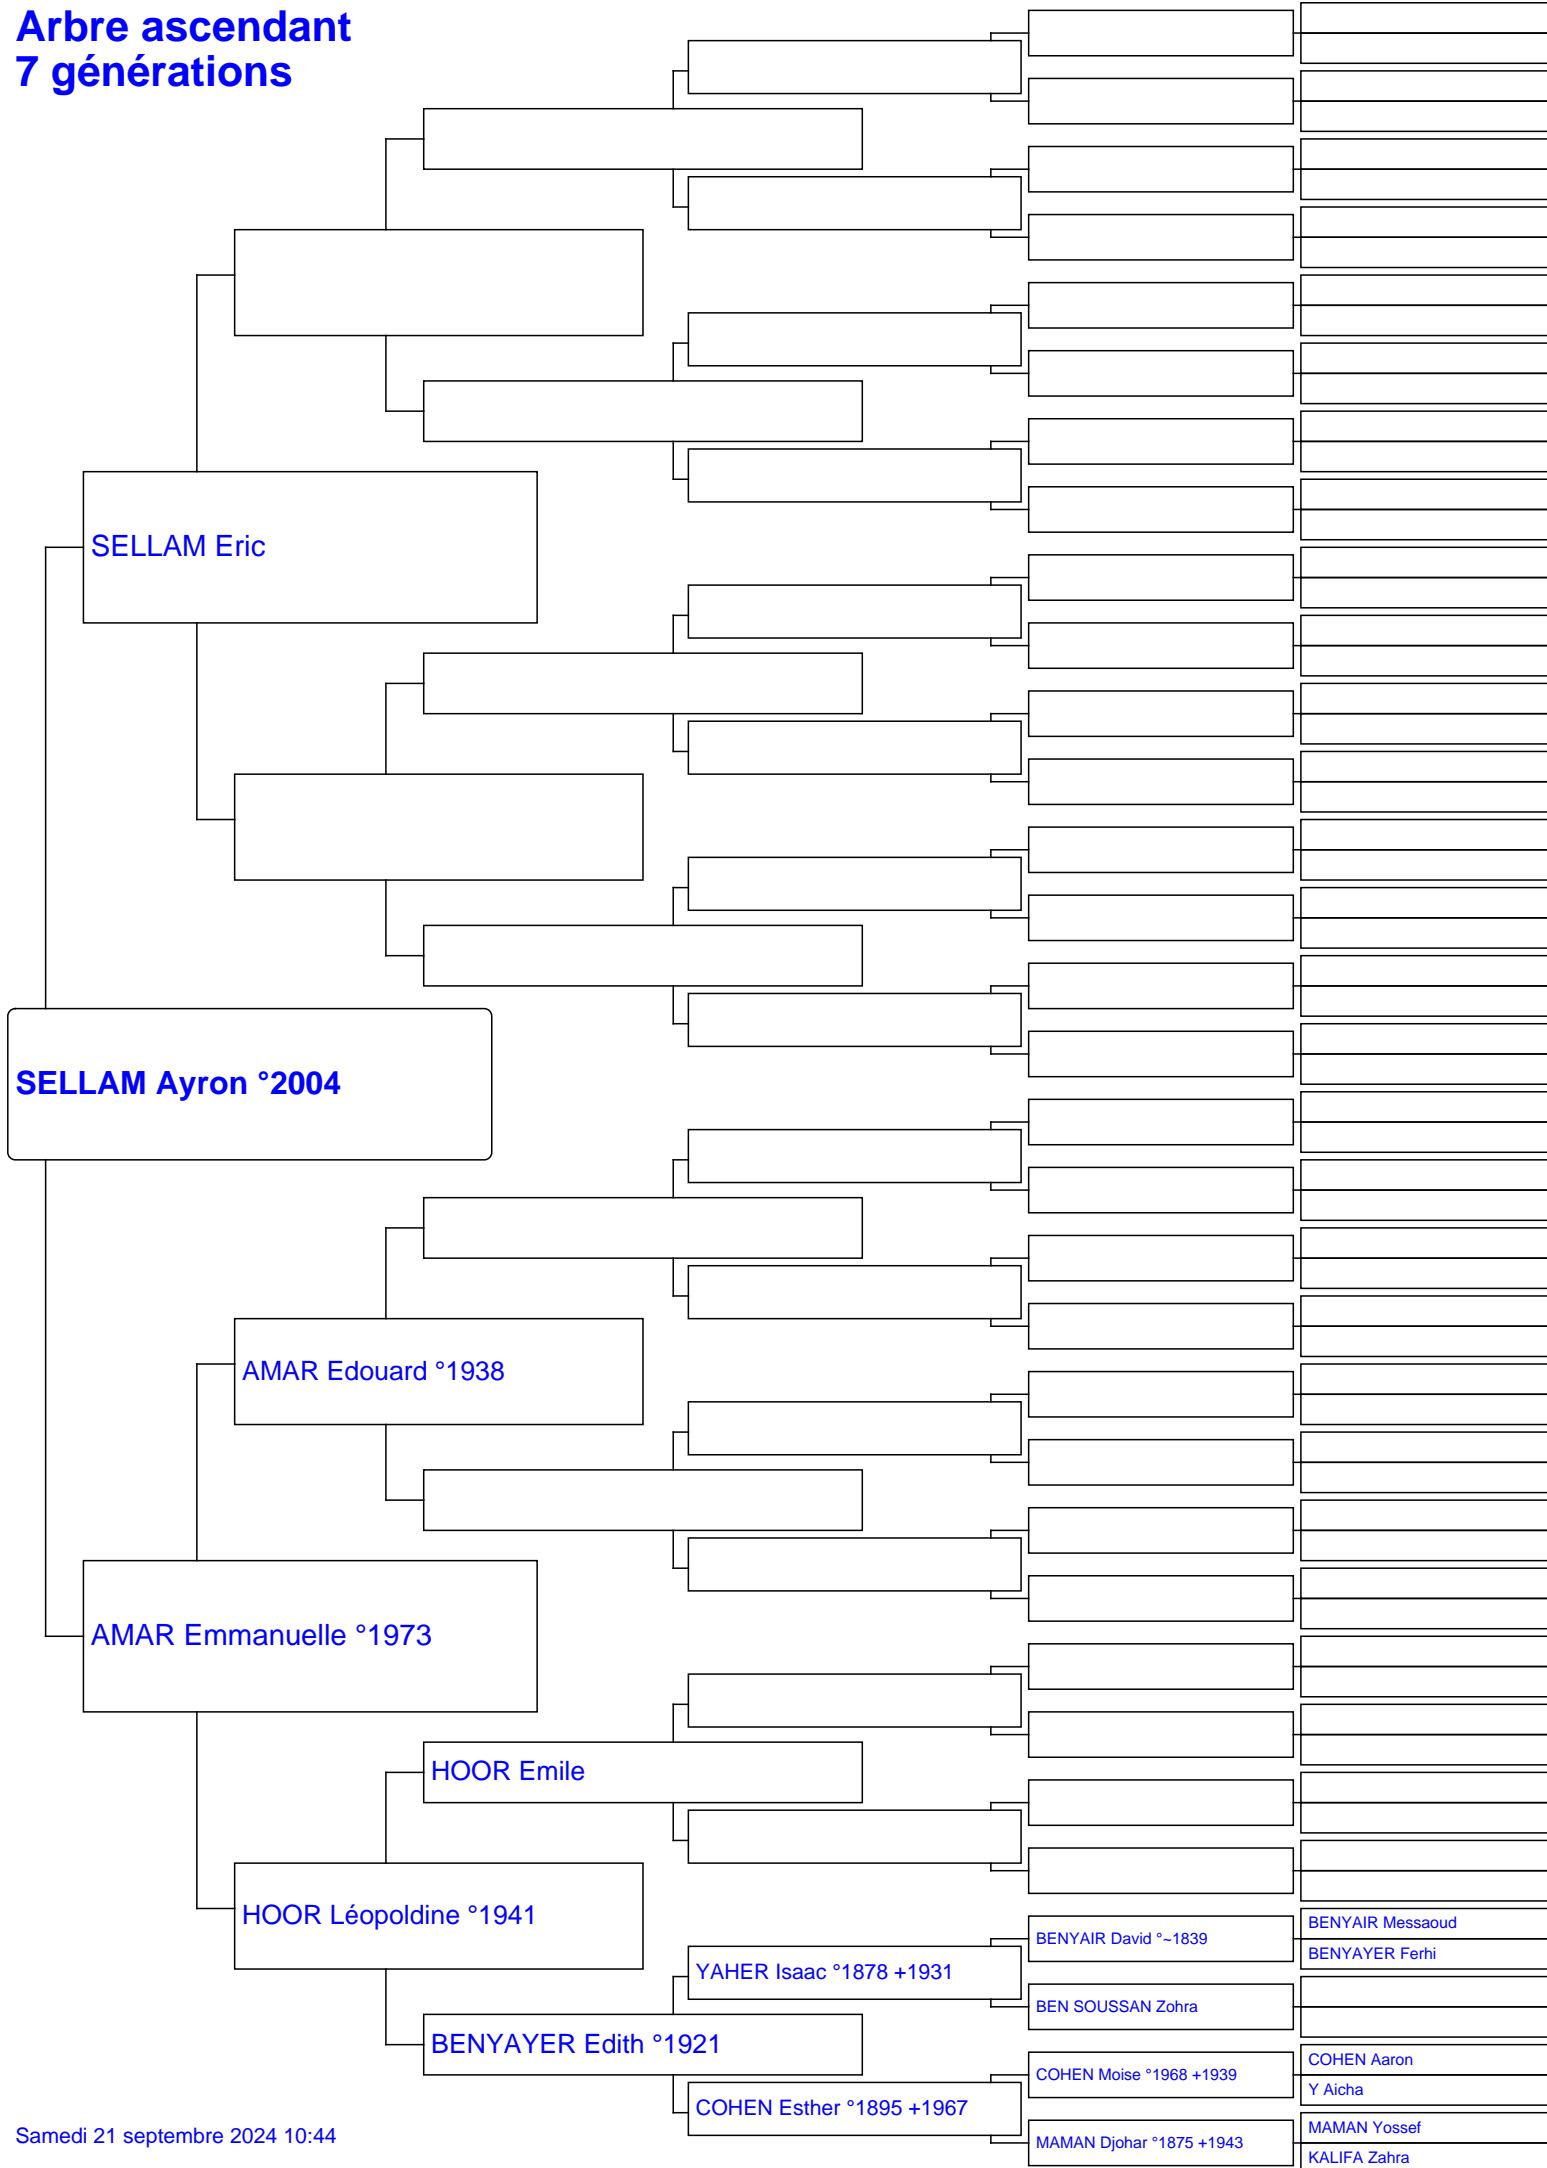 Arbre ascendant
7 générations
SELLAM Eric
SELLAM Ayron °2004
AMAR Edouard °1938
AMAR Emmanuelle °1973
HOOR Emile
HOOR Léopoldine °1941
BENYAIR Messaoud
BENYAIR David °~1839
BENYAYER Ferhi
YAHER Isaac °1878 +1931
BEN SOUSSAN Zohra
BENYAYER Edith °1921
COHEN Aaron
COHEN Moise °1968 +1939
Y Aicha
COHEN Esther °1895 +1967
MAMAN Yossef
MAMAN Djohar °1875 +1943
KALIFA Zahra
Samedi 21 septembre 2024 10:44